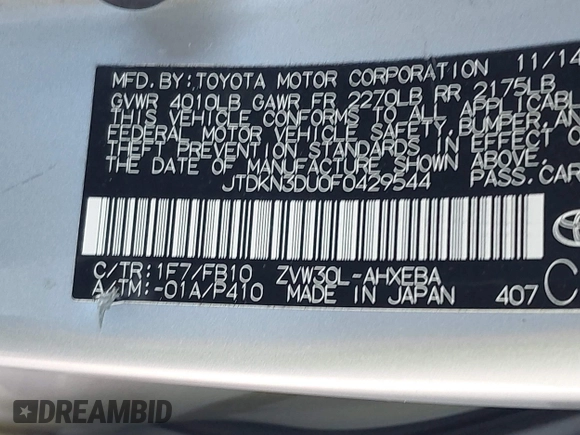 MFD. BY: TOYOTA MOTOR CORPORATION 11/14
GVWR 4010LB GAWR FR 2270LB RR 2175LB
THIS VEHICLE CONFORMS TO ALL APPLICABLE
FEDERAL MOTOR VEHICLE SAFETY, BUMPER, AND
THEFT PREVENTION STANDARDS IN EFFECT O
THE DATE OF MANUFACTURE SHOWN ABOVE.
JTDKN3DU0F0429544 PASS. CAR
C/TR: 1F7/FB10 ZVW30L-AHXEBA
A/TM: -01A/P410 MADE IN JAPAN 407
TOYOTA
C
DREAMBID